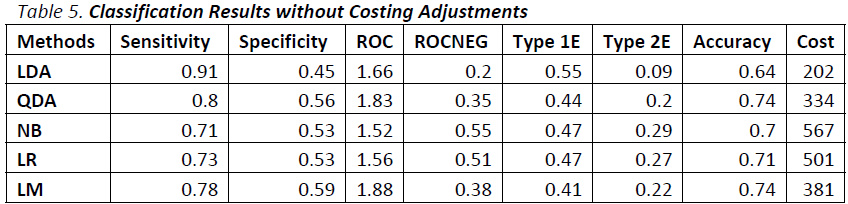 Table 5. Classification Results without Costing Adjustments
Methods Sensitivity Specificity ROC ROCNEG Type 1E Type 2E Accuracy Cost
LDA 0.91 0.45 1.66 0.2 0.55 0.09 0.64 202
QDA 0.8 0.56 1.83 0.35 0.44 0.2 0.74 334
NB 0.71 0.53 1.52 0.55 0.47 0.29 0.7 567
LR 0.73 0.53 1.56 0.51 0.47 0.27 0.71 501
LM 0.78 0.59 1.88 0.38 0.41 0.22 0.74 381